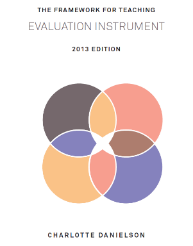 THE FRAMEWORK FOR TEACHING
EVALUATION INSTRUMENT
2013 EDITION
CHARLOTTE DANIELSON